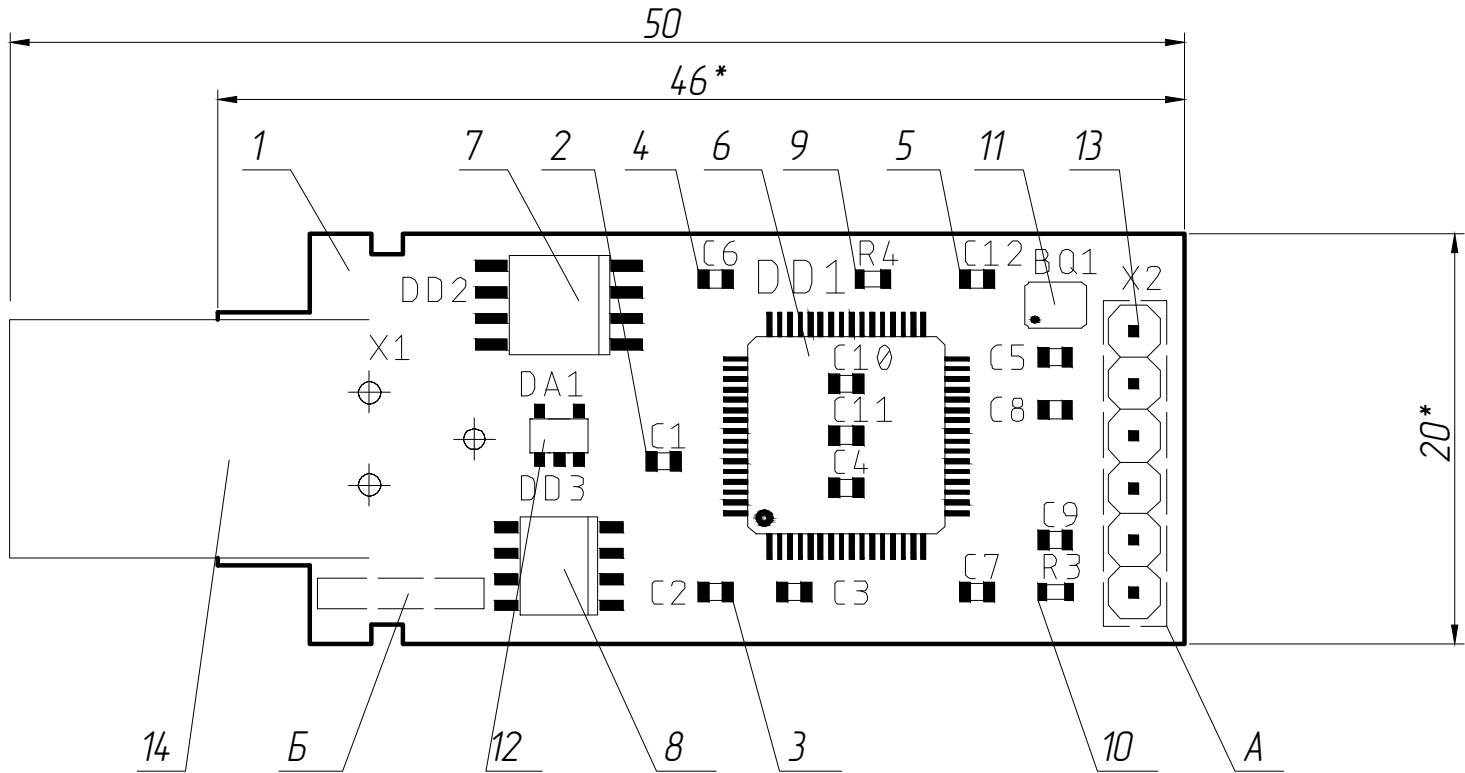 50
46*
1 7 2 4 6 9 5 11 13
C6 R4 C12
DD2 DD1 BQ1 X2
X1 C10 C5
DA1 C11 C8
C1 C4
20*
DD3 C9
C2 C3 C7 R3
14 Б 12 8 3 10 А